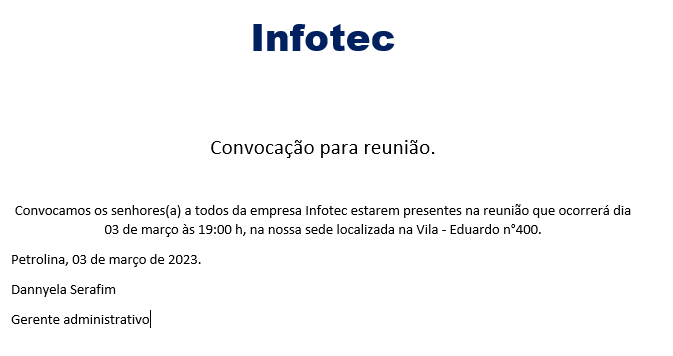 Infotec
Convocação para reunião.
Convocamos os senhores(a) a todos da empresa Infotec estarem presentes na reunião que ocorrerá dia
03 de março às 19:00 h, na nossa sede localizada na Vila - Eduardo n°400.
Petrolina, 03 de março de 2023.
Dannyela Serafim
Gerente administrativo